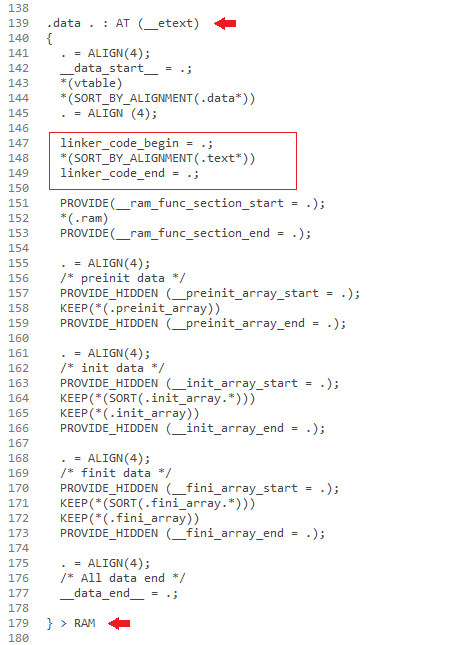 138
139 .data . : AT (__etext)
140 {
141   . = ALIGN(4);
142   __data_start__ = .;
143   *(vtable)
144   *(SORT_BY_ALIGNMENT(.data*))
145   . = ALIGN (4);
146
147   linker_code_begin = .;
148   *(SORT_BY_ALIGNMENT(.text*))
149   linker_code_end = .;
150
151   PROVIDE(__ram_func_section_start = .);
152   *(.ram)
153   PROVIDE(__ram_func_section_end = .);
154
155   . = ALIGN(4);
156   /* preinit data */
157   PROVIDE_HIDDEN (__preinit_array_start = .);
158   KEEP(*(.preinit_array))
159   PROVIDE_HIDDEN (__preinit_array_end = .);
160
161   . = ALIGN(4);
162   /* init data */
163   PROVIDE_HIDDEN (__init_array_start = .);
164   KEEP(*(SORT(.init_array.*)))
165   KEEP(*(.init_array))
166   PROVIDE_HIDDEN (__init_array_end = .);
167
168   . = ALIGN(4);
169   /* finit data */
170   PROVIDE_HIDDEN (__fini_array_start = .);
171   KEEP(*(SORT(.fini_array.*)))
172   KEEP(*(.fini_array))
173   PROVIDE_HIDDEN (__fini_array_end = .);
174
175   . = ALIGN(4);
176   /* All data end */
177   __data_end__ = .;
178
179 } > RAM
180